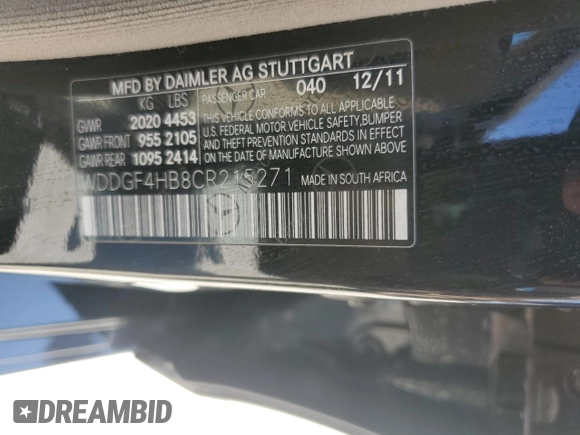 MFD BY DAIMLER AG STUTTGART
KG LBS PASSENGER CAR 040 12/11
GVWR 2020 4453 THIS VEHICLE CONFORMS TO ALL APPLICABLE
GAWR FRONT 955 2105 U.S. FEDERAL MOTOR VEHICLE SAFETY,BUMPER
GAWR REAR 1095 2414 AND THEFT PREVENTION STANDARDS IN EFFECT
ON THE DATE OF MANUFACTURE SHOWN ABOVE.
WDDGF4HB8CR215271 MADE IN SOUTH AFRICA
DREAMBID